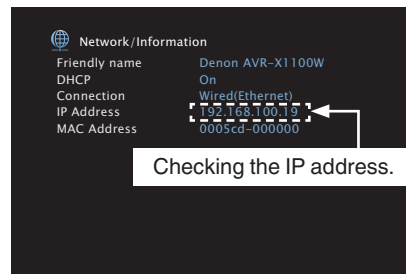 Network/Information
Friendly name Denon AVR-X1100W
DHCP On
Connection Wired(Ethernet)
IP Address 192.168.100.19
MAC Address 0005cd-000000
Checking the IP address.